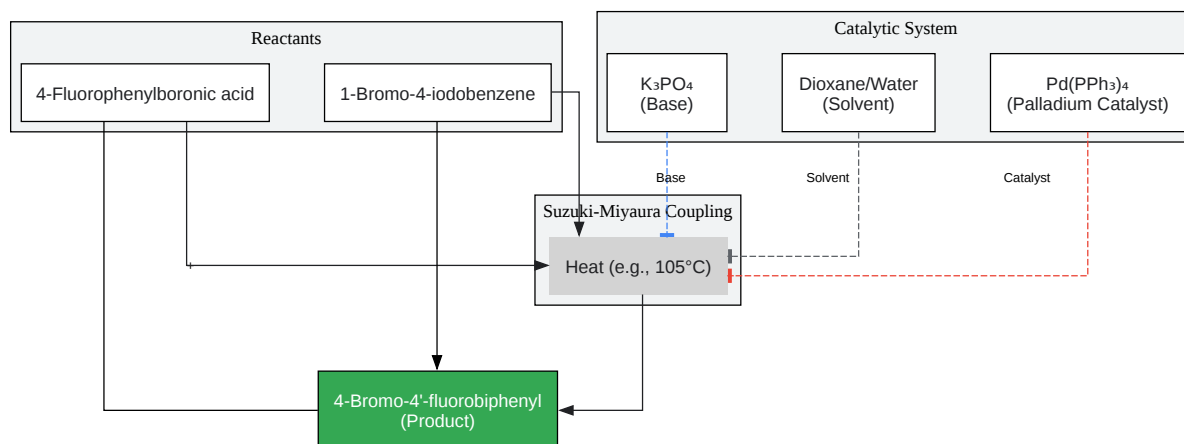 Reactants
4-Fluorophenylboronic acid
1-Bromo-4-iodobenzene
Catalytic System
K₃PO₄
(Base)
Dioxane/Water
(Solvent)
Pd(PPh₃)₄
(Palladium Catalyst)
Base
Solvent
Catalyst
Suzuki-Miyaura Coupling
Heat (e.g., 105°C)
4-Bromo-4'-fluorobiphenyl
(Product)